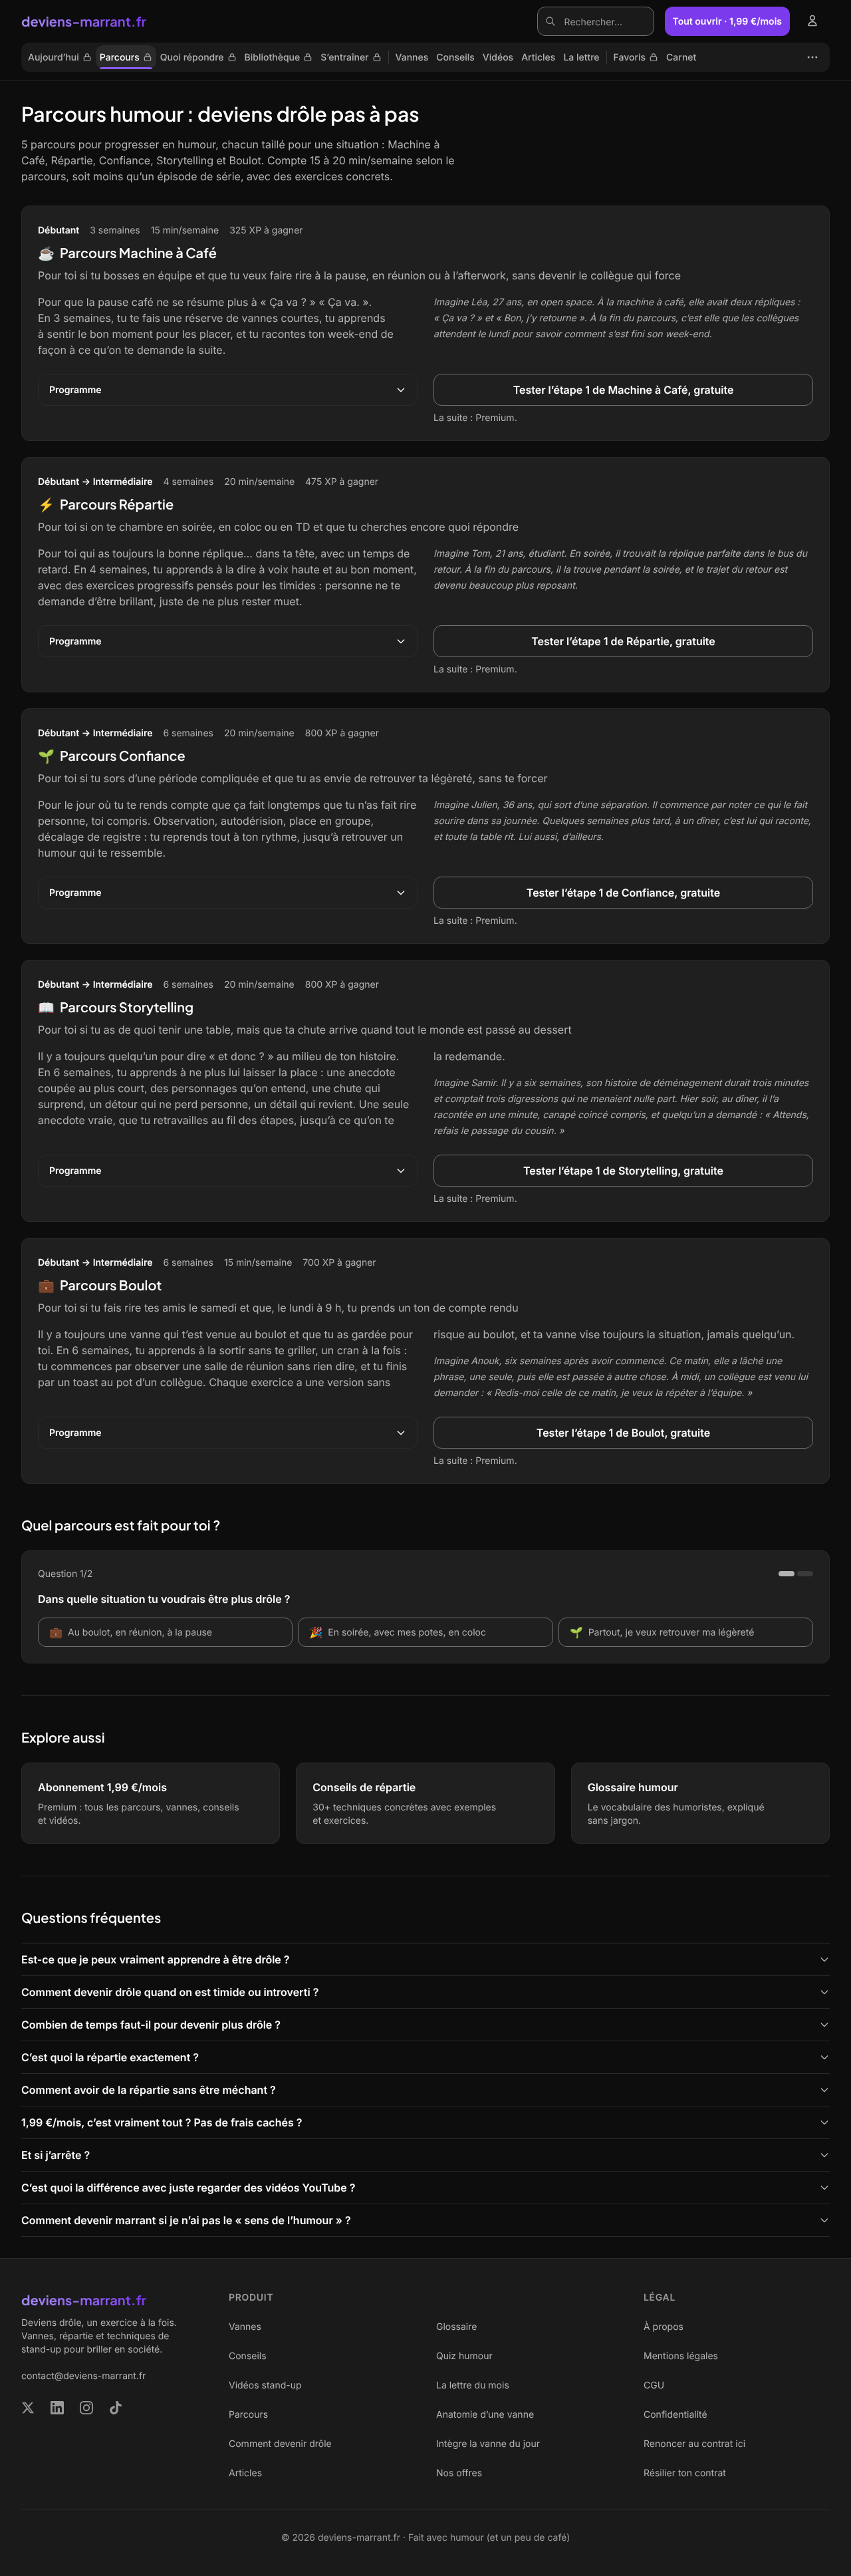 deviens-marrant.fr
Rechercher...
Tout ouvrir · 1,99 €/mois
Aujourd’hui
Parcours
Quoi répondre
Bibliothèque
S’entraîner
Vannes
Conseils
Vidéos
Articles
La lettre
Favoris
Carnet
Parcours humour : deviens drôle pas à pas
5 parcours pour progresser en humour, chacun taillé pour une situation : Machine à
Café, Répartie, Confiance, Storytelling et Boulot. Compte 15 à 20 min/semaine selon le
parcours, soit moins qu’un épisode de série, avec des exercices concrets.
Débutant 3 semaines 15 min/semaine 325 XP à gagner
☕ Parcours Machine à Café
Pour toi si tu bosses en équipe et que tu veux faire rire à la pause, en réunion ou à l’afterwork, sans devenir le collègue qui force
Pour que la pause café ne se résume plus à « Ça va ? » « Ça va. ».
En 3 semaines, tu te fais une réserve de vannes courtes, tu apprends
à sentir le bon moment pour les placer, et tu racontes ton week-end de
façon à ce qu’on te demande la suite.
Imagine Léa, 27 ans, en open space. À la machine à café, elle avait deux répliques :
« Ça va ? » et « Bon, j’y retourne ». À la fin du parcours, c’est elle que les collègues
attendent le lundi pour savoir comment s’est fini son week-end.
Programme
Tester l’étape 1 de Machine à Café, gratuite
La suite : Premium.
Débutant → Intermédiaire 4 semaines 20 min/semaine 475 XP à gagner
⚡ Parcours Répartie
Pour toi si on te chambre en soirée, en coloc ou en TD et que tu cherches encore quoi répondre
Pour toi qui as toujours la bonne réplique... dans ta tête, avec un temps de
retard. En 4 semaines, tu apprends à la dire à voix haute et au bon moment,
avec des exercices progressifs pensés pour les timides : personne ne te
demande d’être brillant, juste de ne plus rester muet.
Imagine Tom, 21 ans, étudiant. En soirée, il trouvait la réplique parfaite dans le bus du
retour. À la fin du parcours, il la trouve pendant la soirée, et le trajet du retour est
devenu beaucoup plus reposant.
Programme
Tester l’étape 1 de Répartie, gratuite
La suite : Premium.
Débutant → Intermédiaire 6 semaines 20 min/semaine 800 XP à gagner
🌱 Parcours Confiance
Pour toi si tu sors d’une période compliquée et que tu as envie de retrouver ta légèreté, sans te forcer
Pour le jour où tu te rends compte que ça fait longtemps que tu n’as fait rire
personne, toi compris. Observation, autodérision, place en groupe,
décalage de registre : tu reprends tout à ton rythme, jusqu’à retrouver un
humour qui te ressemble.
Imagine Julien, 36 ans, qui sort d’une séparation. Il commence par noter ce qui le fait
sourire dans sa journée. Quelques semaines plus tard, à un dîner, c’est lui qui raconte,
et toute la table rit. Lui aussi, d’ailleurs.
Programme
Tester l’étape 1 de Confiance, gratuite
La suite : Premium.
Débutant → Intermédiaire 6 semaines 20 min/semaine 800 XP à gagner
📖 Parcours Storytelling
Pour toi si tu as de quoi tenir une table, mais que ta chute arrive quand tout le monde est passé au dessert
Il y a toujours quelqu’un pour dire « et donc ? » au milieu de ton histoire.
En 6 semaines, tu apprends à ne plus lui laisser la place : une anecdote
coupée au plus court, des personnages qu’on entend, une chute qui
surprend, un détour qui ne perd personne, un détail qui revient. Une seule
anecdote vraie, que tu retravailles au fil des étapes, jusqu’à ce qu’on te
la redemande.
Imagine Samir. Il y a six semaines, son histoire de déménagement durait trois minutes
et comptait trois digressions qui ne menaient nulle part. Hier soir, au dîner, il l’a
racontée en une minute, canapé coincé compris, et quelqu’un a demandé : « Attends,
refais le passage du cousin. »
Programme
Tester l’étape 1 de Storytelling, gratuite
La suite : Premium.
Débutant → Intermédiaire 6 semaines 15 min/semaine 700 XP à gagner
💼 Parcours Boulot
Pour toi si tu fais rire tes amis le samedi et que, le lundi à 9 h, tu prends un ton de compte rendu
Il y a toujours une vanne qui t’est venue au boulot et que tu as gardée pour
toi. En 6 semaines, tu apprends à la sortir sans te griller, un cran à la fois :
tu commences par observer une salle de réunion sans rien dire, et tu finis
par un toast au pot d’un collègue. Chaque exercice a une version sans
risque au boulot, et ta vanne vise toujours la situation, jamais quelqu’un.
Imagine Anouk, six semaines après avoir commencé. Ce matin, elle a lâché une
phrase, une seule, puis elle est passée à autre chose. À midi, un collègue est venu lui
demander : « Redis-moi celle de ce matin, je veux la répéter à l’équipe. »
Programme
Tester l’étape 1 de Boulot, gratuite
La suite : Premium.
Quel parcours est fait pour toi ?
Question 1/2
Dans quelle situation tu voudrais être plus drôle ?
💼 Au boulot, en réunion, à la pause
🎉 En soirée, avec mes potes, en coloc
🌱 Partout, je veux retrouver ma légèreté
Explore aussi
Abonnement 1,99 €/mois
Premium : tous les parcours, vannes, conseils
et vidéos.
Conseils de répartie
30+ techniques concrètes avec exemples
et exercices.
Glossaire humour
Le vocabulaire des humoristes, expliqué
sans jargon.
Questions fréquentes
Est-ce que je peux vraiment apprendre à être drôle ?
Comment devenir drôle quand on est timide ou introverti ?
Combien de temps faut-il pour devenir plus drôle ?
C’est quoi la répartie exactement ?
Comment avoir de la répartie sans être méchant ?
1,99 €/mois, c’est vraiment tout ? Pas de frais cachés ?
Et si j’arrête ?
C’est quoi la différence avec juste regarder des vidéos YouTube ?
Comment devenir marrant si je n’ai pas le « sens de l’humour » ?
deviens-marrant.fr
Deviens drôle, un exercice à la fois.
Vannes, répartie et techniques de
stand-up pour briller en société.
contact@deviens-marrant.fr
PRODUIT
Vannes
Conseils
Vidéos stand-up
Parcours
Comment devenir drôle
Articles
Glossaire
Quiz humour
La lettre du mois
Anatomie d’une vanne
Intègre la vanne du jour
Nos offres
LÉGAL
À propos
Mentions légales
CGU
Confidentialité
Renoncer au contrat ici
Résilier ton contrat
© 2026 deviens-marrant.fr · Fait avec humour (et un peu de café)